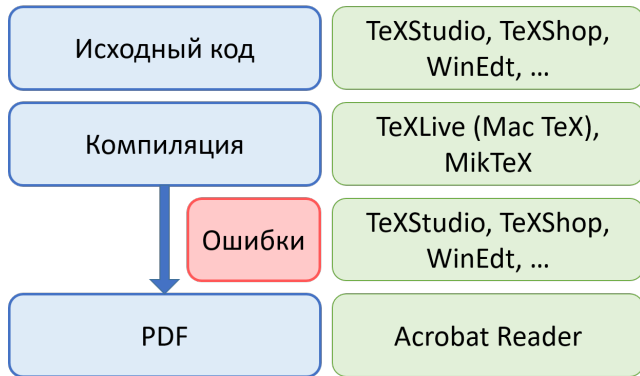 Исходный код
TeXStudio, TeXShop,
WinEdt, ...
Компиляция
TeXLive (Mac TeX),
MikTeX
Ошибки
TeXStudio, TeXShop,
WinEdt, ...
PDF
Acrobat Reader